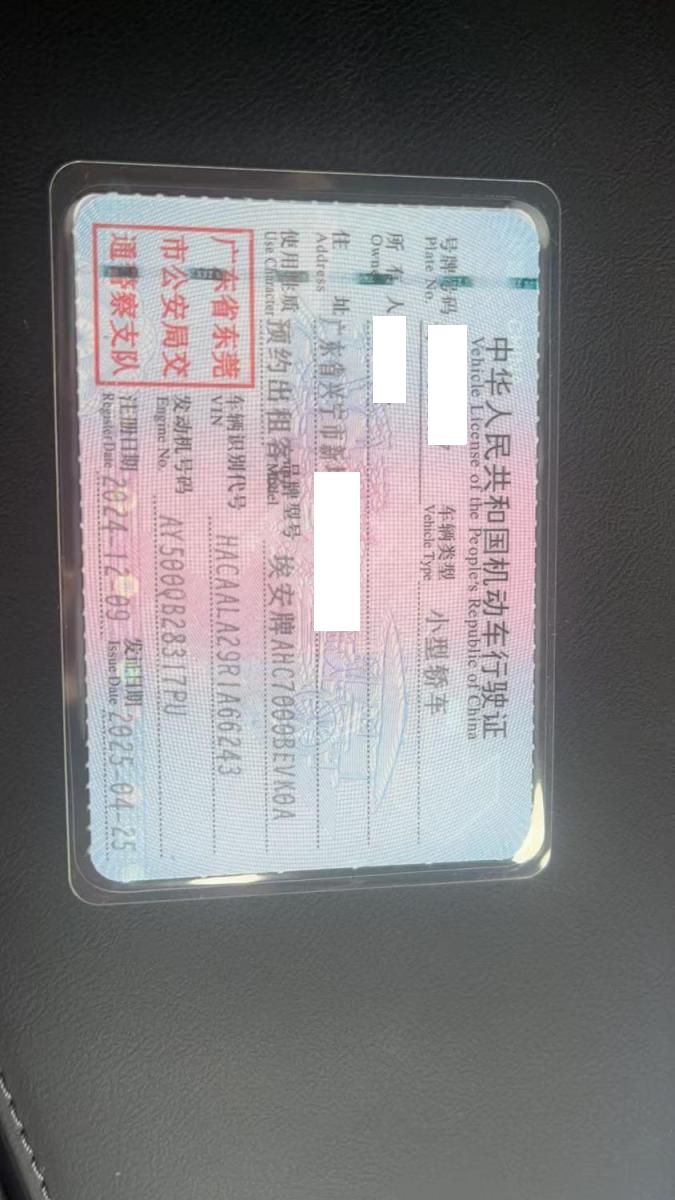 中华人民共和国机动车行驶证
Vehicle License of the People's Republic of China
号牌号码
Plate No.
车辆类型 小型轿车
Vehicle Type
所有人
Owner
住址 广东省兴宁市新
Address
使用性质 预约出租客
Use Character
品牌型号 埃安牌AHC7000BEVK0A
Model
车辆识别代号 HACAALA29R1A66243
VIN
发动机号码 AY500QB28317PU
Engine No.
注册日期 2024-12-09
Register Date
发证日期 2025-04-25
Issue Date
广东省东莞
市公安局交
通警察支队